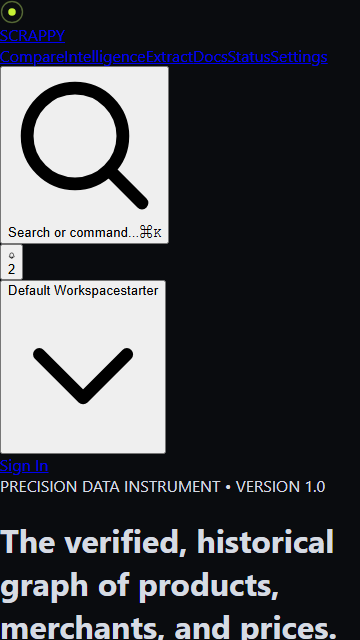 SCRAPPY
CompareIntelligenceExtractDocsStatusSettings
Search or command...⌘K
2
Default Workspacestarter
Sign In
PRECISION DATA INSTRUMENT • VERSION 1.0
The verified, historical
graph of products,
merchants, and prices.